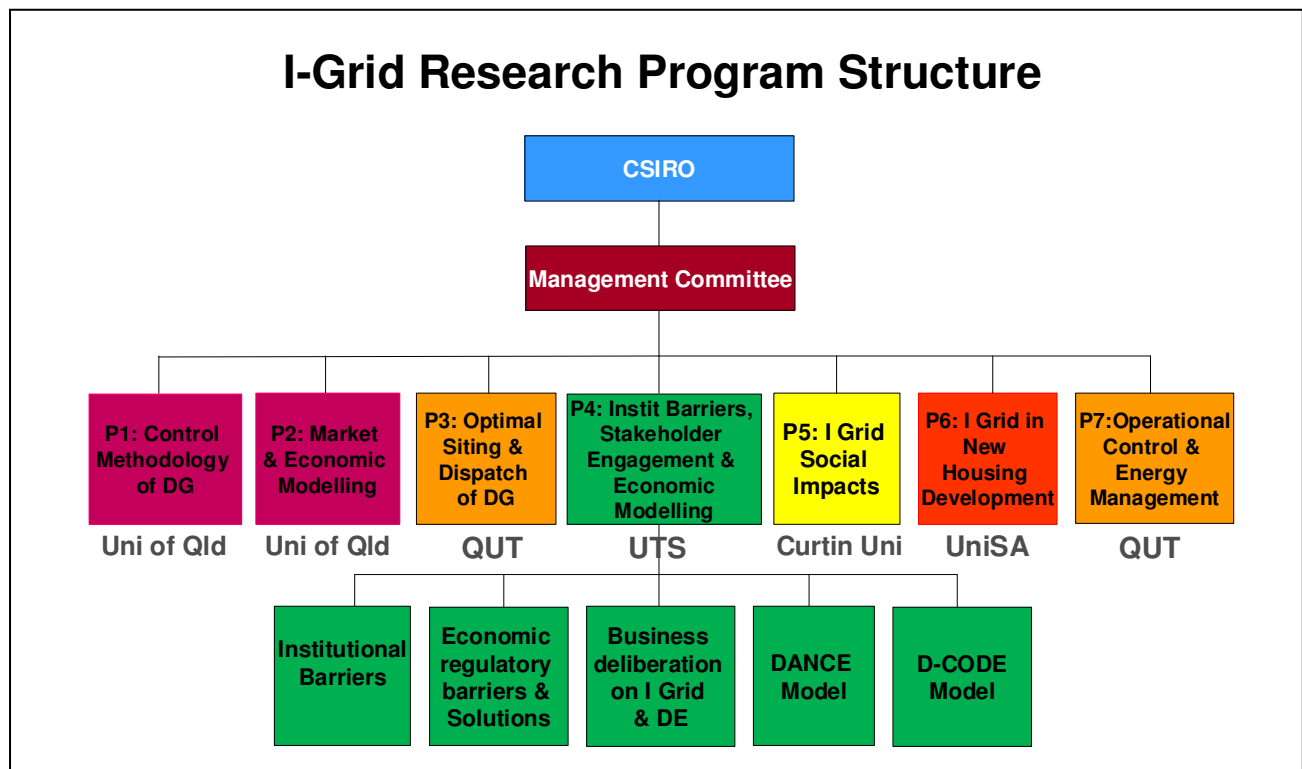 I-Grid Research Program Structure
CSIRO
Management Committee
P1: Control
Methodology
of DG
Uni of Qld
P2: Market
& Economic
Modelling
Uni of Qld
P3: Optimal
Siting &
Dispatch
of DG
QUT
P4: Instit Barriers,
Stakeholder
Engagement &
Economic
Modelling
UTS
P5: I Grid
Social
Impacts
Curtin Uni
P6: I Grid in
New
Housing
Development
UniSA
P7:Operational
Control &
Energy
Management
QUT
Institutional
Barriers
Economic
regulatory
barriers &
Solutions
Business
deliberation
on I Grid
& DE
DANCE
Model
D-CODE
Model